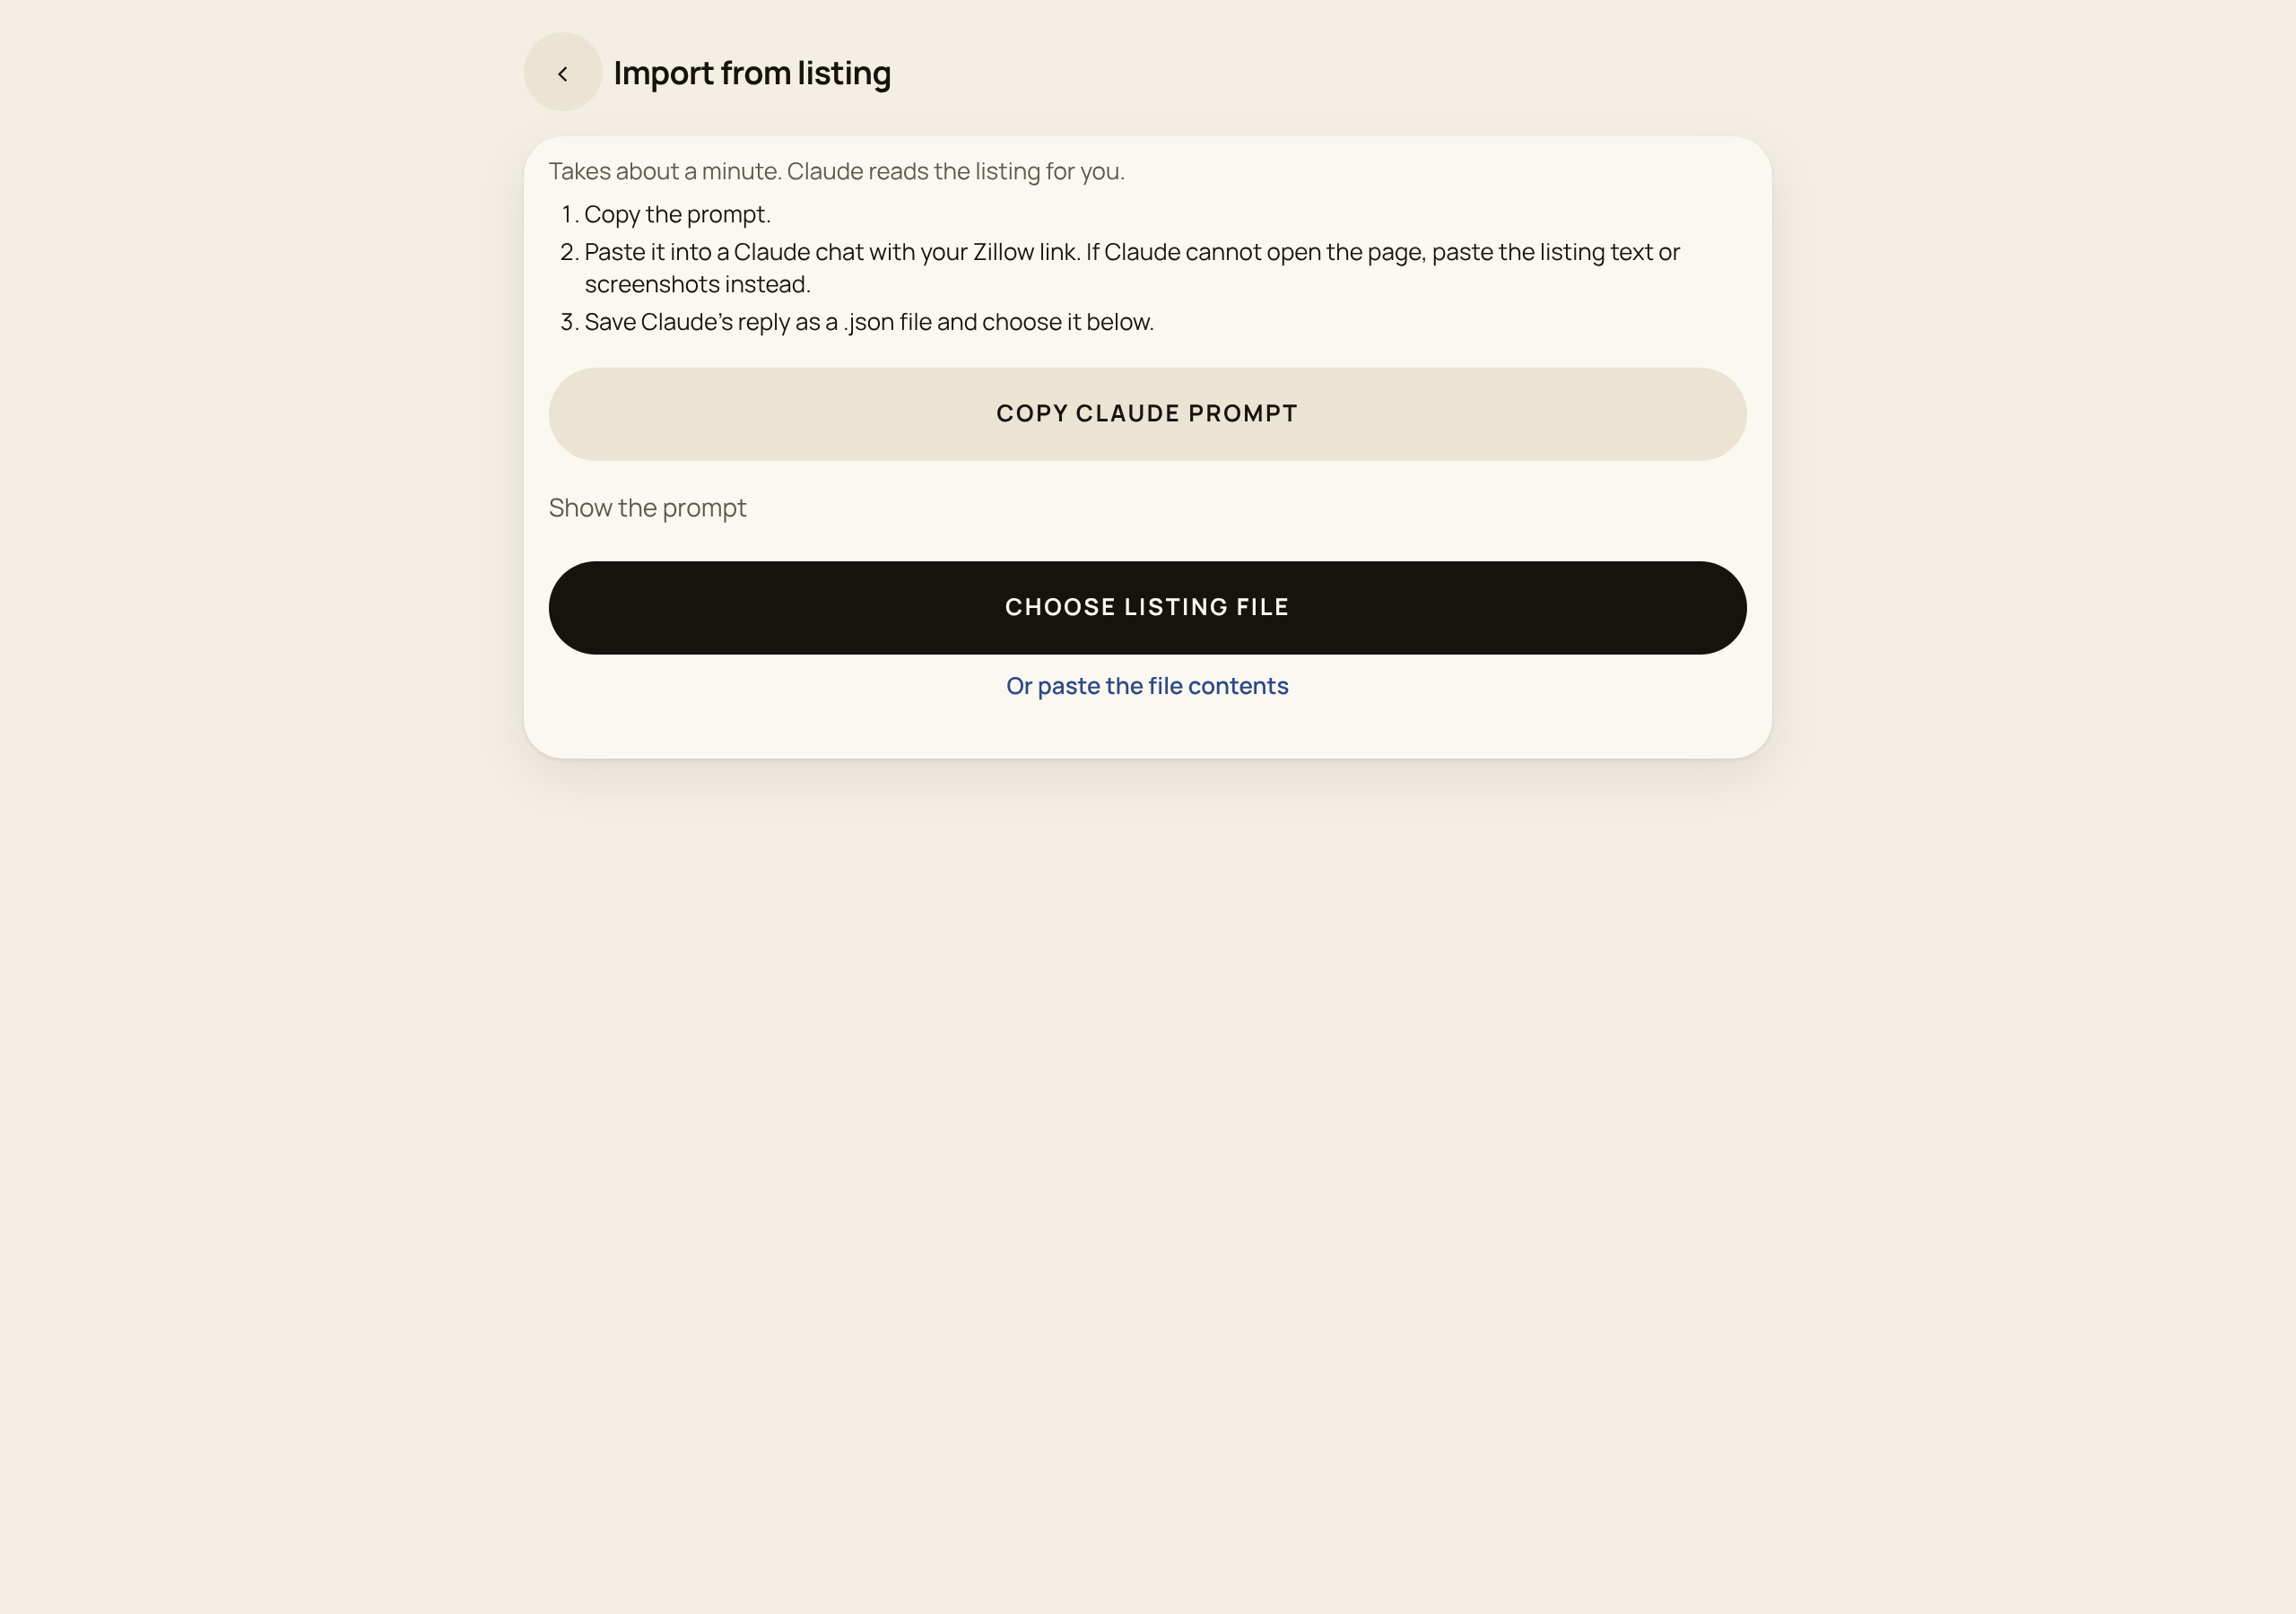 Import from listing
Takes about a minute. Claude reads the listing for you.
1. Copy the prompt.
2. Paste it into a Claude chat with your Zillow link. If Claude cannot open the page, paste the listing text or
screenshots instead.
3. Save Claude’s reply as a .json file and choose it below.
COPY CLAUDE PROMPT
Show the prompt
CHOOSE LISTING FILE
Or paste the file contents